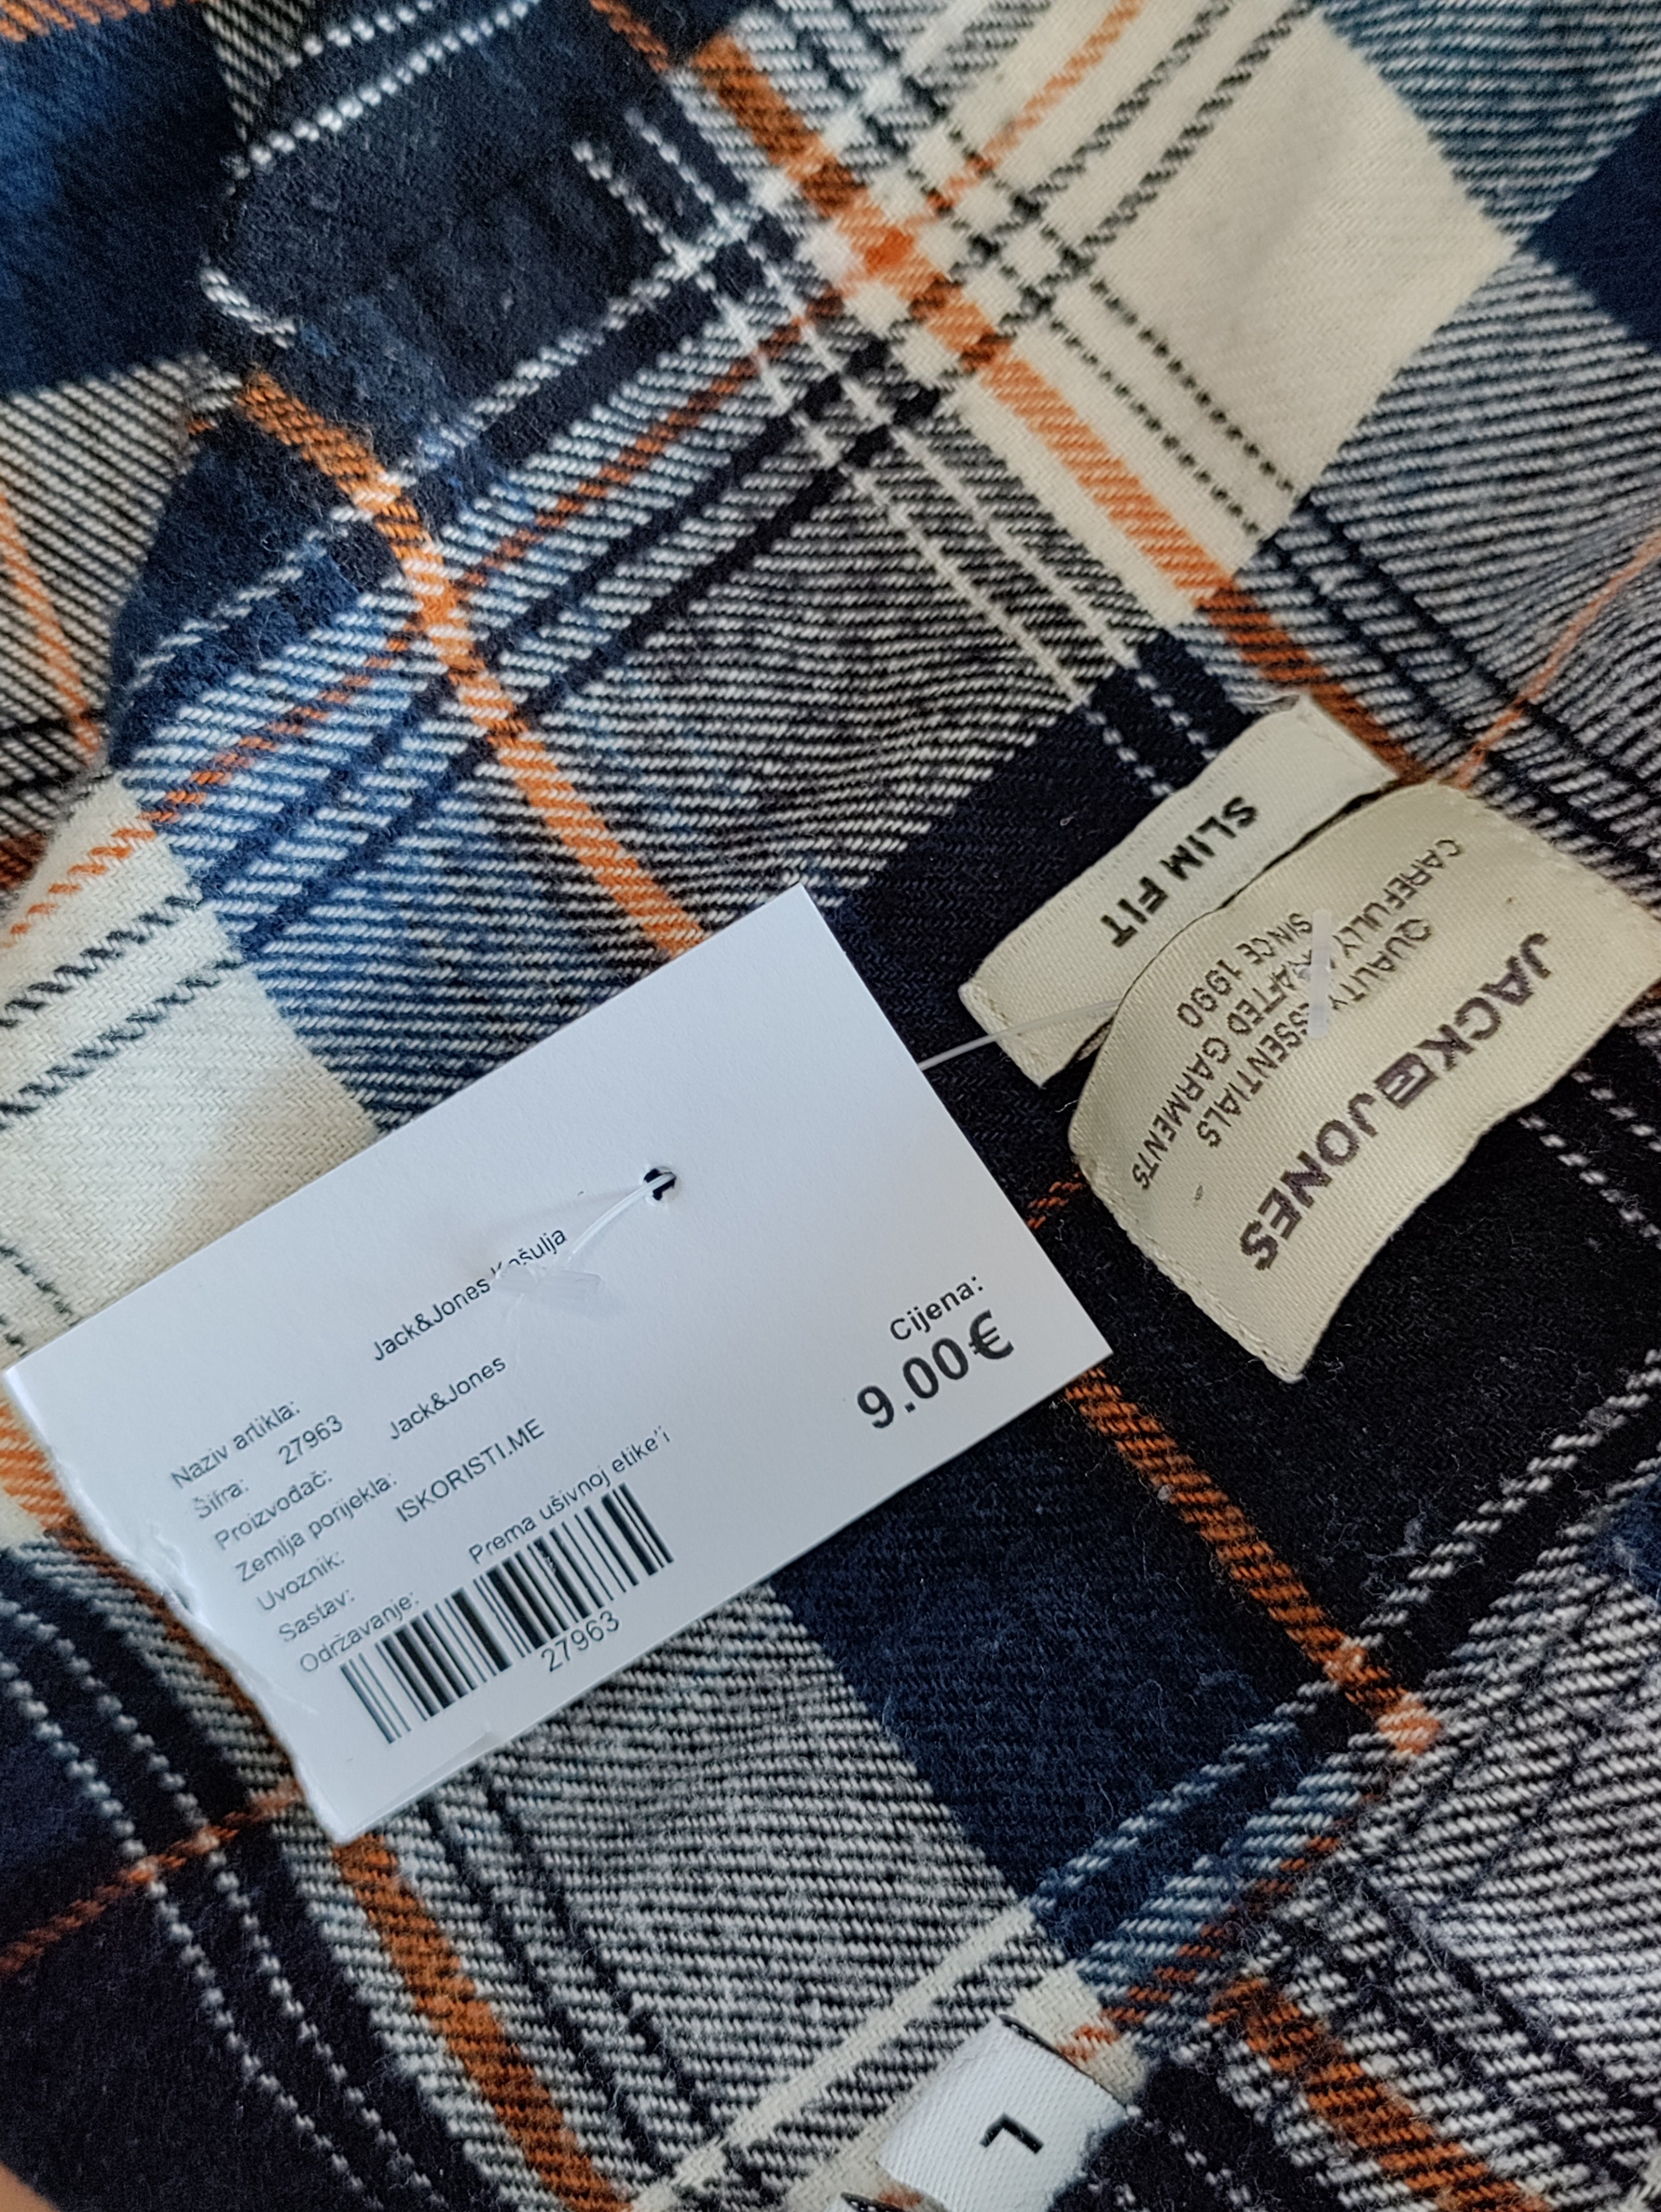 Naziv artikla: Jack&Jones Košulja
Šifra: 27963
Proizvođač: Jack&Jones
Zemlja porijekla:
Uvoznik: ISKORISTI.ME
Sastav:
Održavanje: Prema ušivnoj etiketi
27963
Cijena:
9.00€
SLIM FIT
JACK&JONES
QUALITY ESSENTIALS
CAREFULLY CRAFTED GARMENTS
SINCE 1990
L